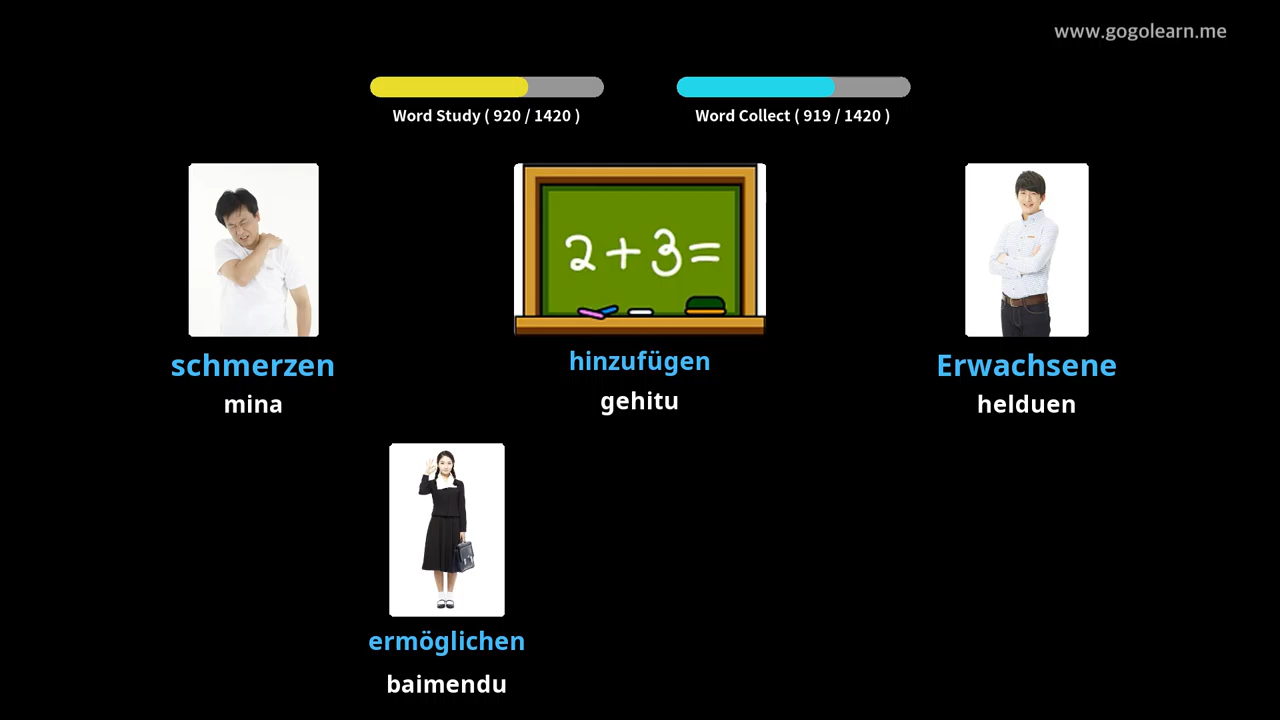 www.gogolearn.me
Word Study ( 920 / 1420 )
Word Collect ( 919 / 1420 )
2+3=
schmerzen
mina
hinzufügen
gehitu
Erwachsene
helduen
ermöglichen
baimendu